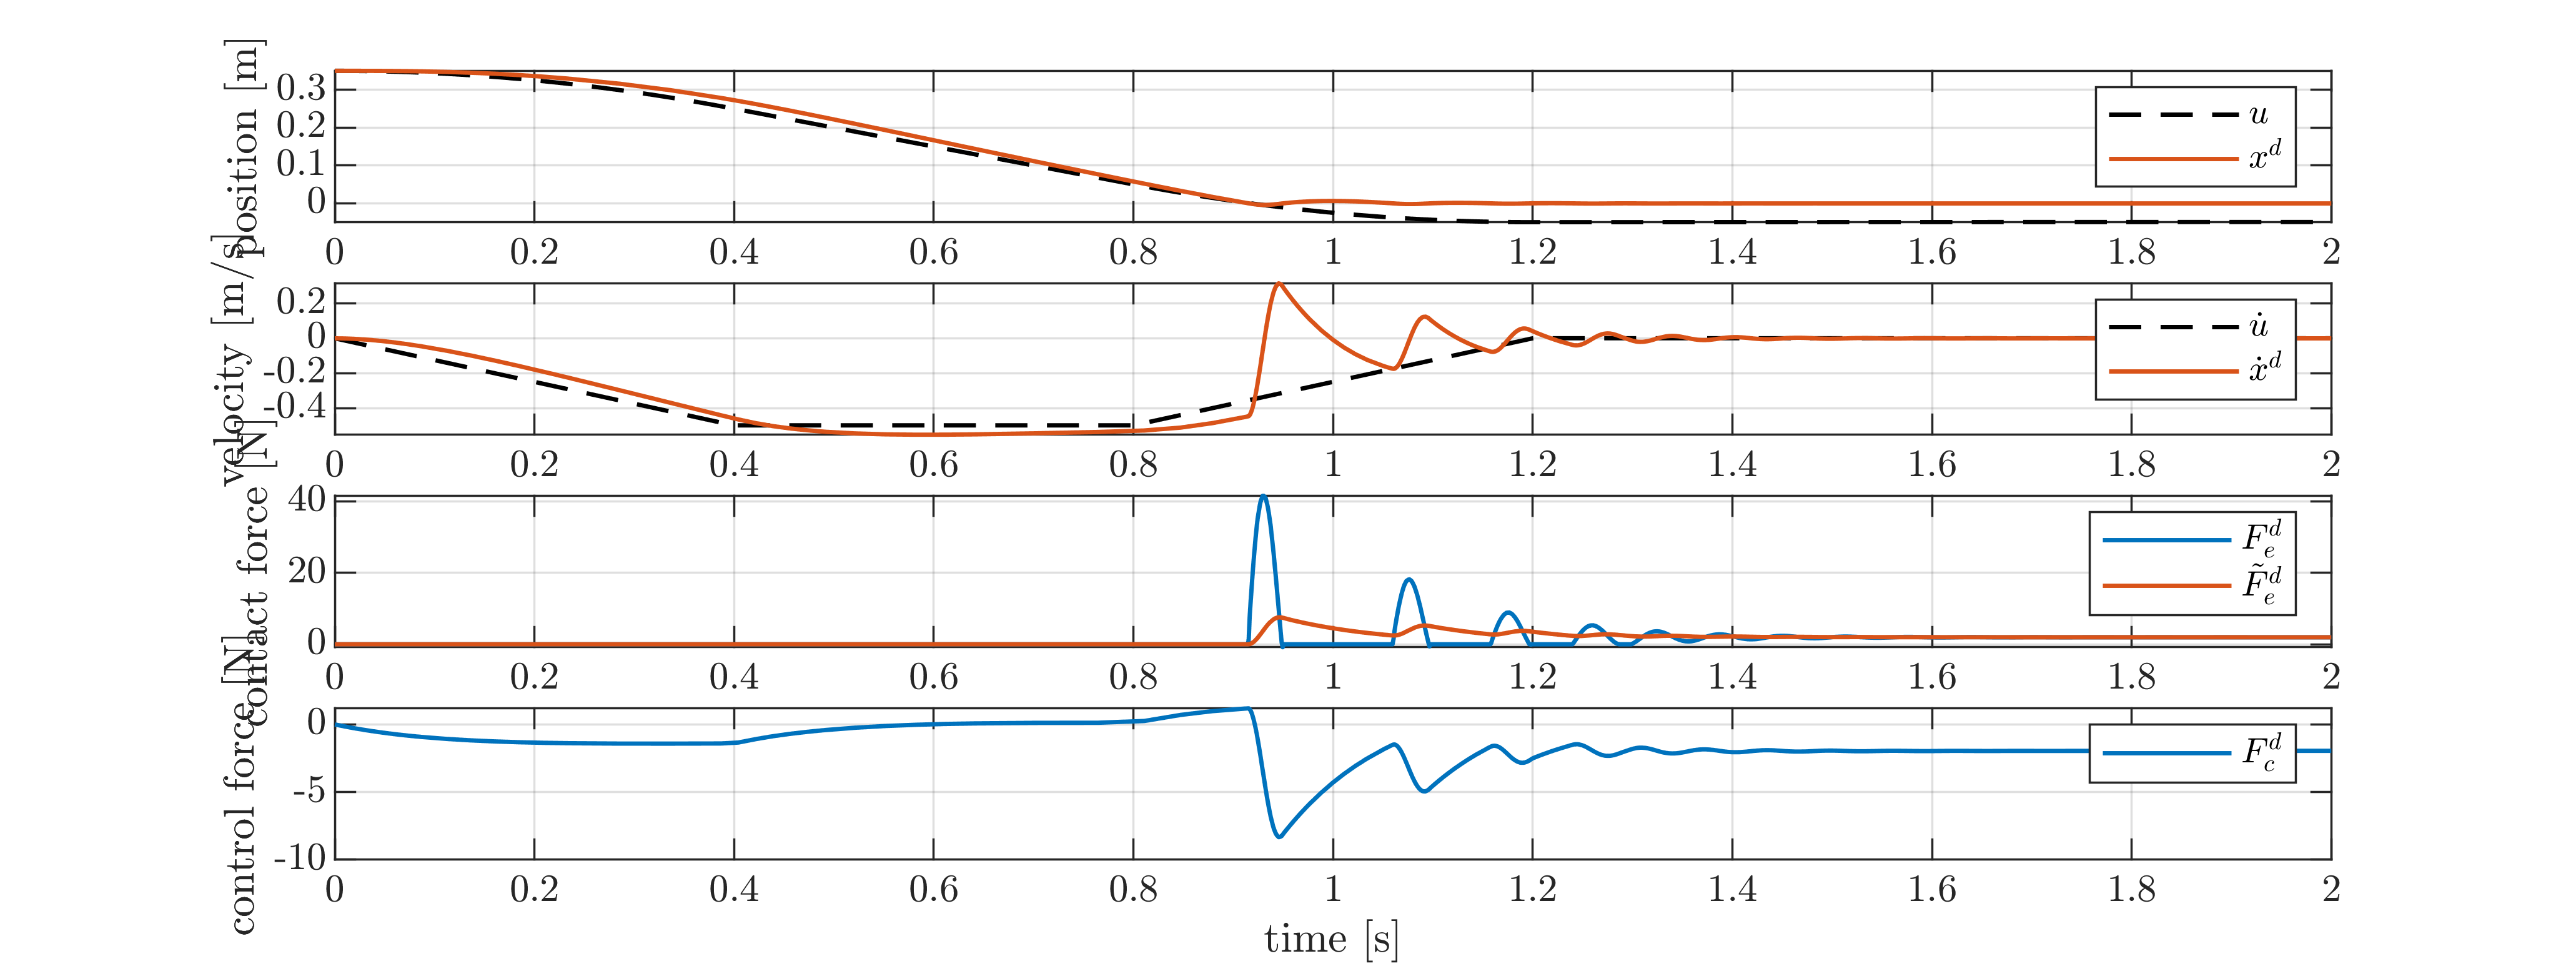 position [m]
0.3
0.2
0.1
0
u
x^d
0 0.2 0.4 0.6 0.8 1 1.2 1.4 1.6 1.8 2
velocity [m/s]
0.2
0
-0.2
-0.4
u̇
ẋ^d
0 0.2 0.4 0.6 0.8 1 1.2 1.4 1.6 1.8 2
contact force [N]
40
20
0
F_e^d
F̃_e^d
0 0.2 0.4 0.6 0.8 1 1.2 1.4 1.6 1.8 2
control force [N]
0
-5
-10
F_c^d
0 0.2 0.4 0.6 0.8 1 1.2 1.4 1.6 1.8 2
time [s]